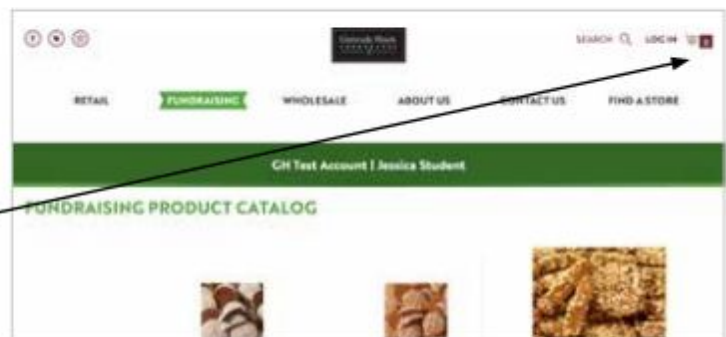 SEARCH LOG IN
RETAIL FUNDRAISING WHOLESALE ABOUT US CONTACT US FIND A STORE
GH Test Account | Jessica Student
FUNDRAISING PRODUCT CATALOG